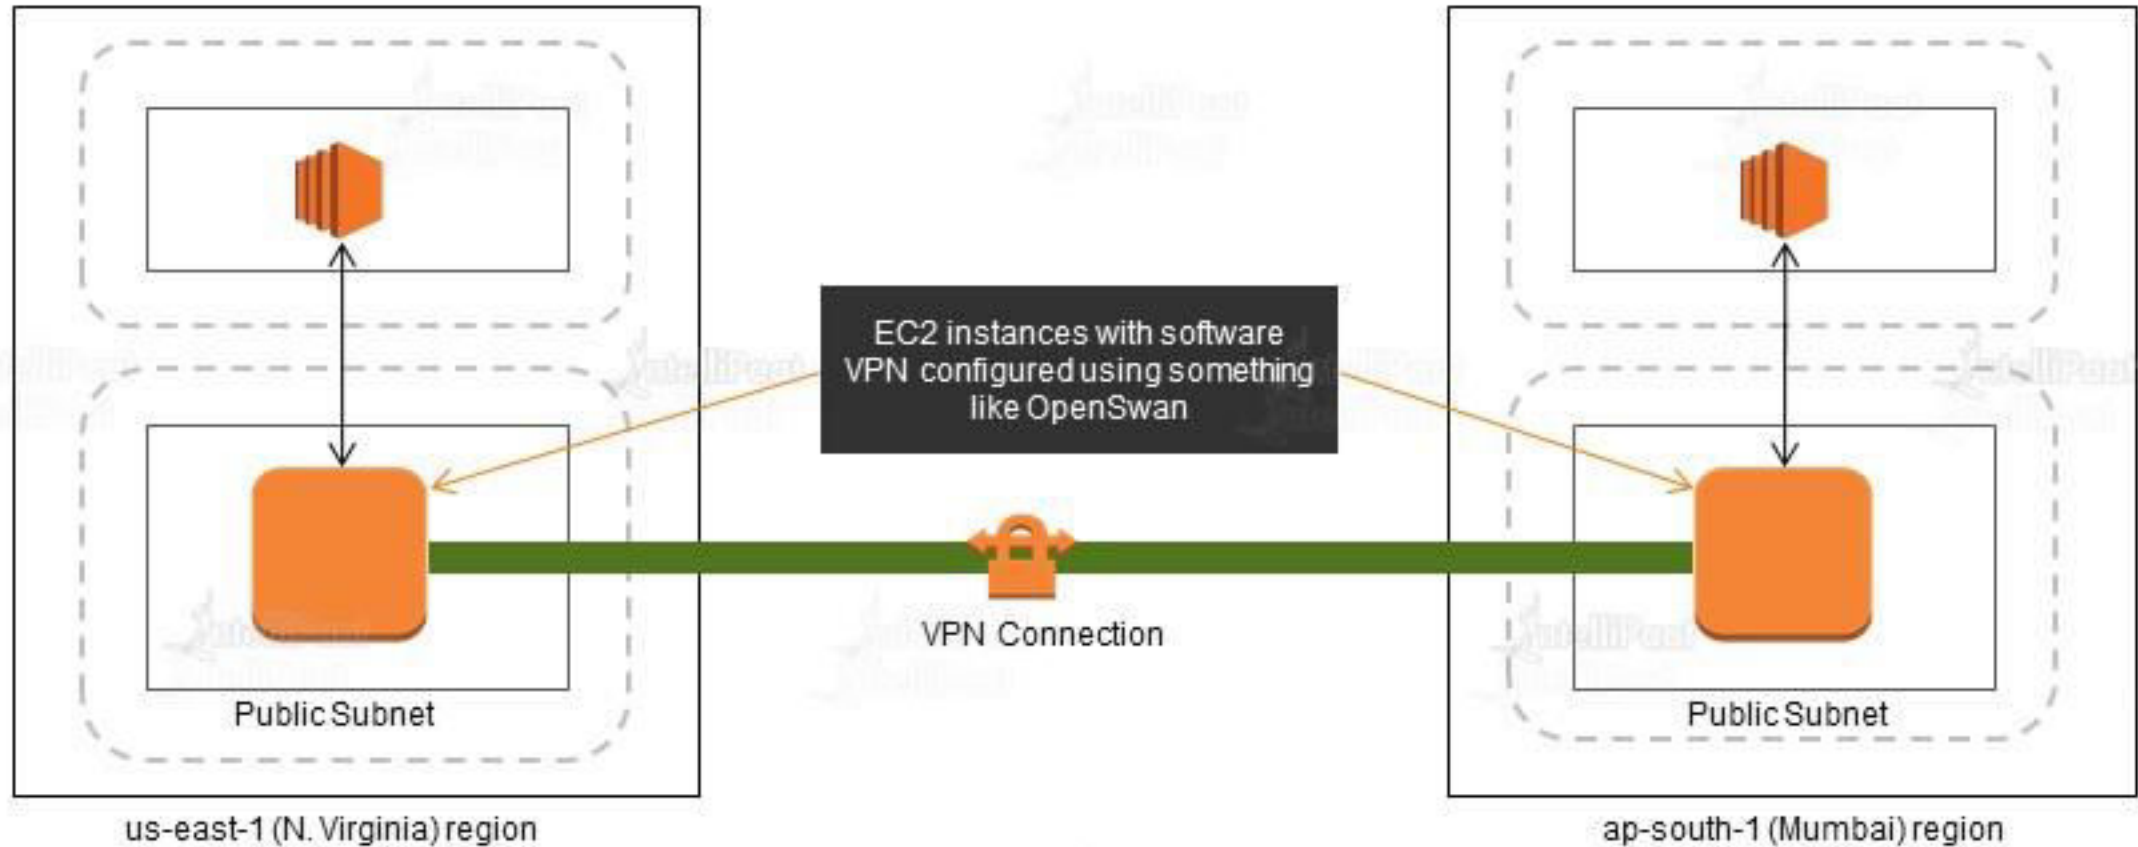 EC2 instances with software
VPN configured using something
like OpenSwan
VPN Connection
Public Subnet
Public Subnet
us-east-1 (N. Virginia) region
ap-south-1 (Mumbai) region